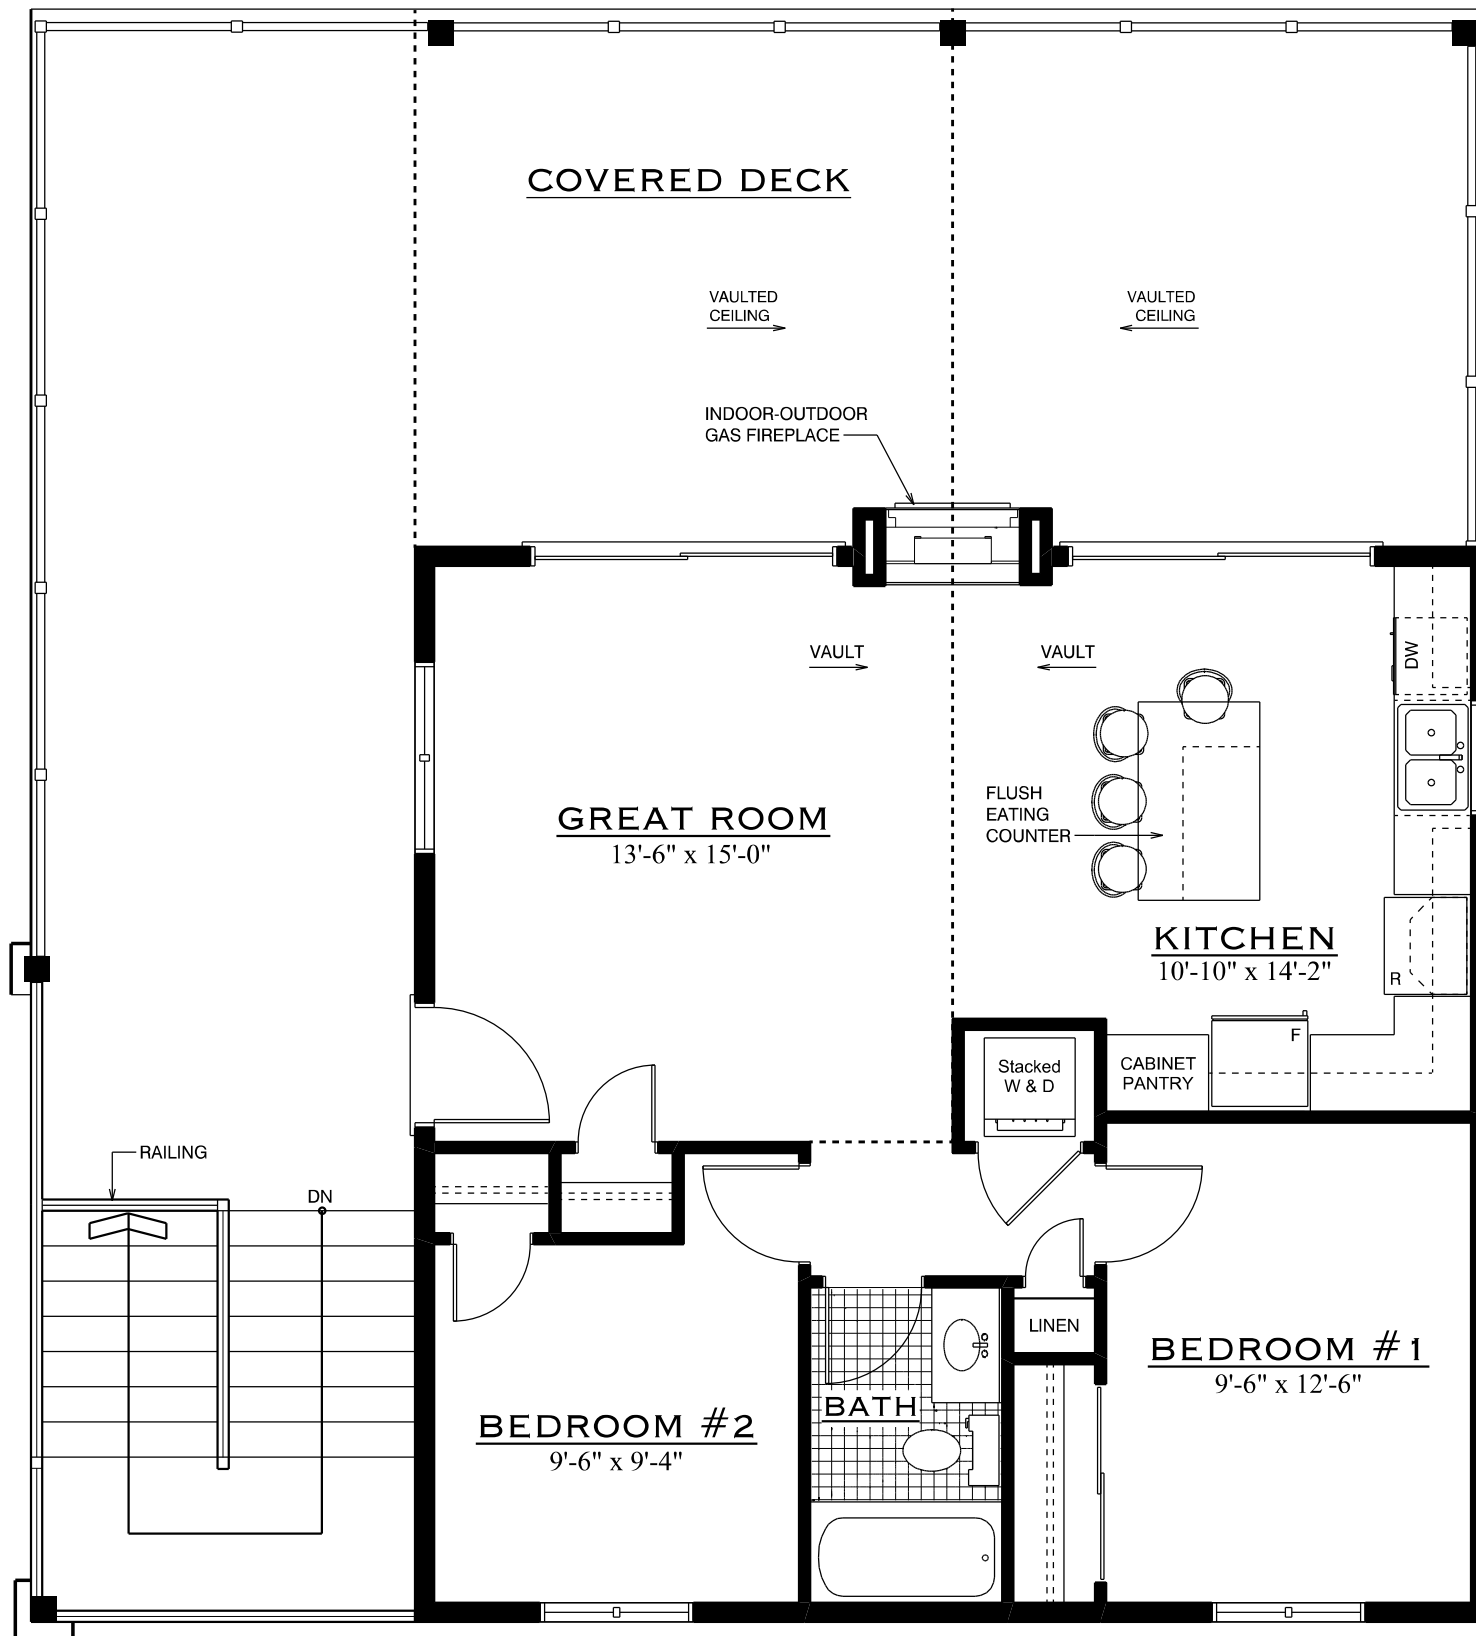 COVERED DECK
VAULTED
CEILING
VAULTED
CEILING
INDOOR-OUTDOOR
GAS FIREPLACE
VAULT
VAULT
DW
FLUSH
EATING
COUNTER
GREAT ROOM
13'-6" x 15'-0"
KITCHEN
10'-10" x 14'-2"
R
F
Stacked
W & D
CABINET
PANTRY
RAILING
DN
LINEN
BEDROOM #1
9'-6" x 12'-6"
BATH
BEDROOM #2
9'-6" x 9'-4"